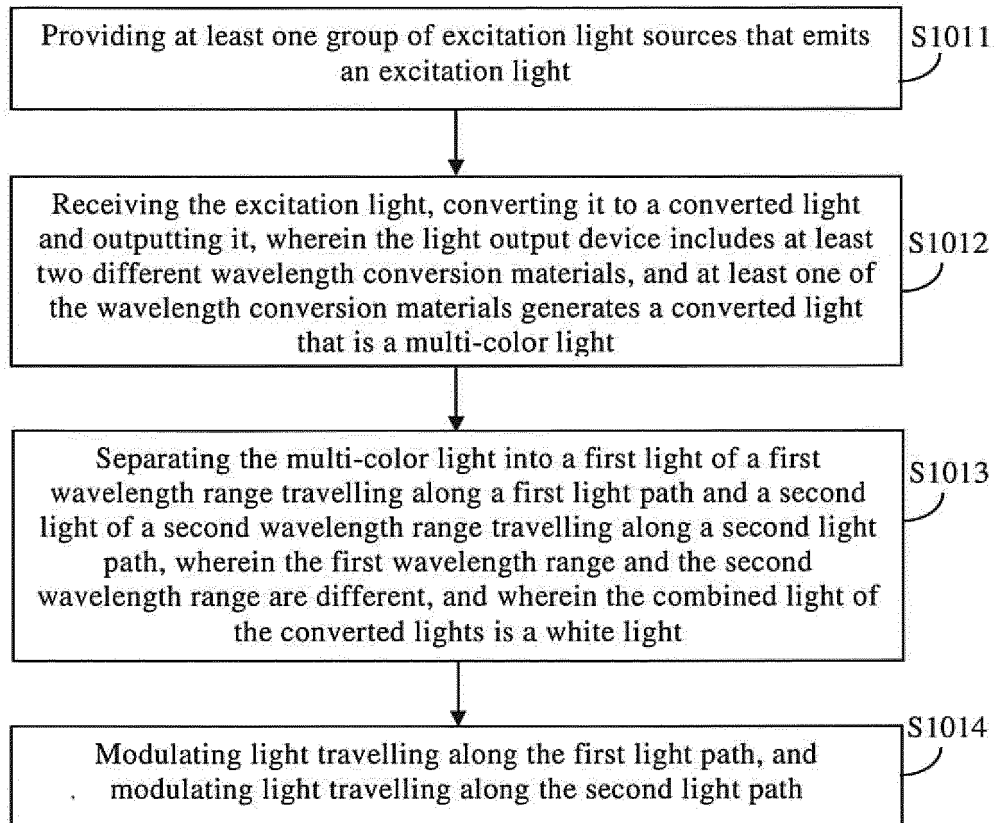 Providing at least one group of excitation light sources that emits
an excitation light
S1011
Receiving the excitation light, converting it to a converted light
and outputting it, wherein the light output device includes at least
two different wavelength conversion materials, and at least one of
the wavelength conversion materials generates a converted light
that is a multi-color light
S1012
Separating the multi-color light into a first light of a first
wavelength range travelling along a first light path and a second
light of a second wavelength range travelling along a second light
path, wherein the first wavelength range and the second
wavelength range are different, and wherein the combined light of
the converted lights is a white light
S1013
Modulating light travelling along the first light path, and
modulating light travelling along the second light path
S1014